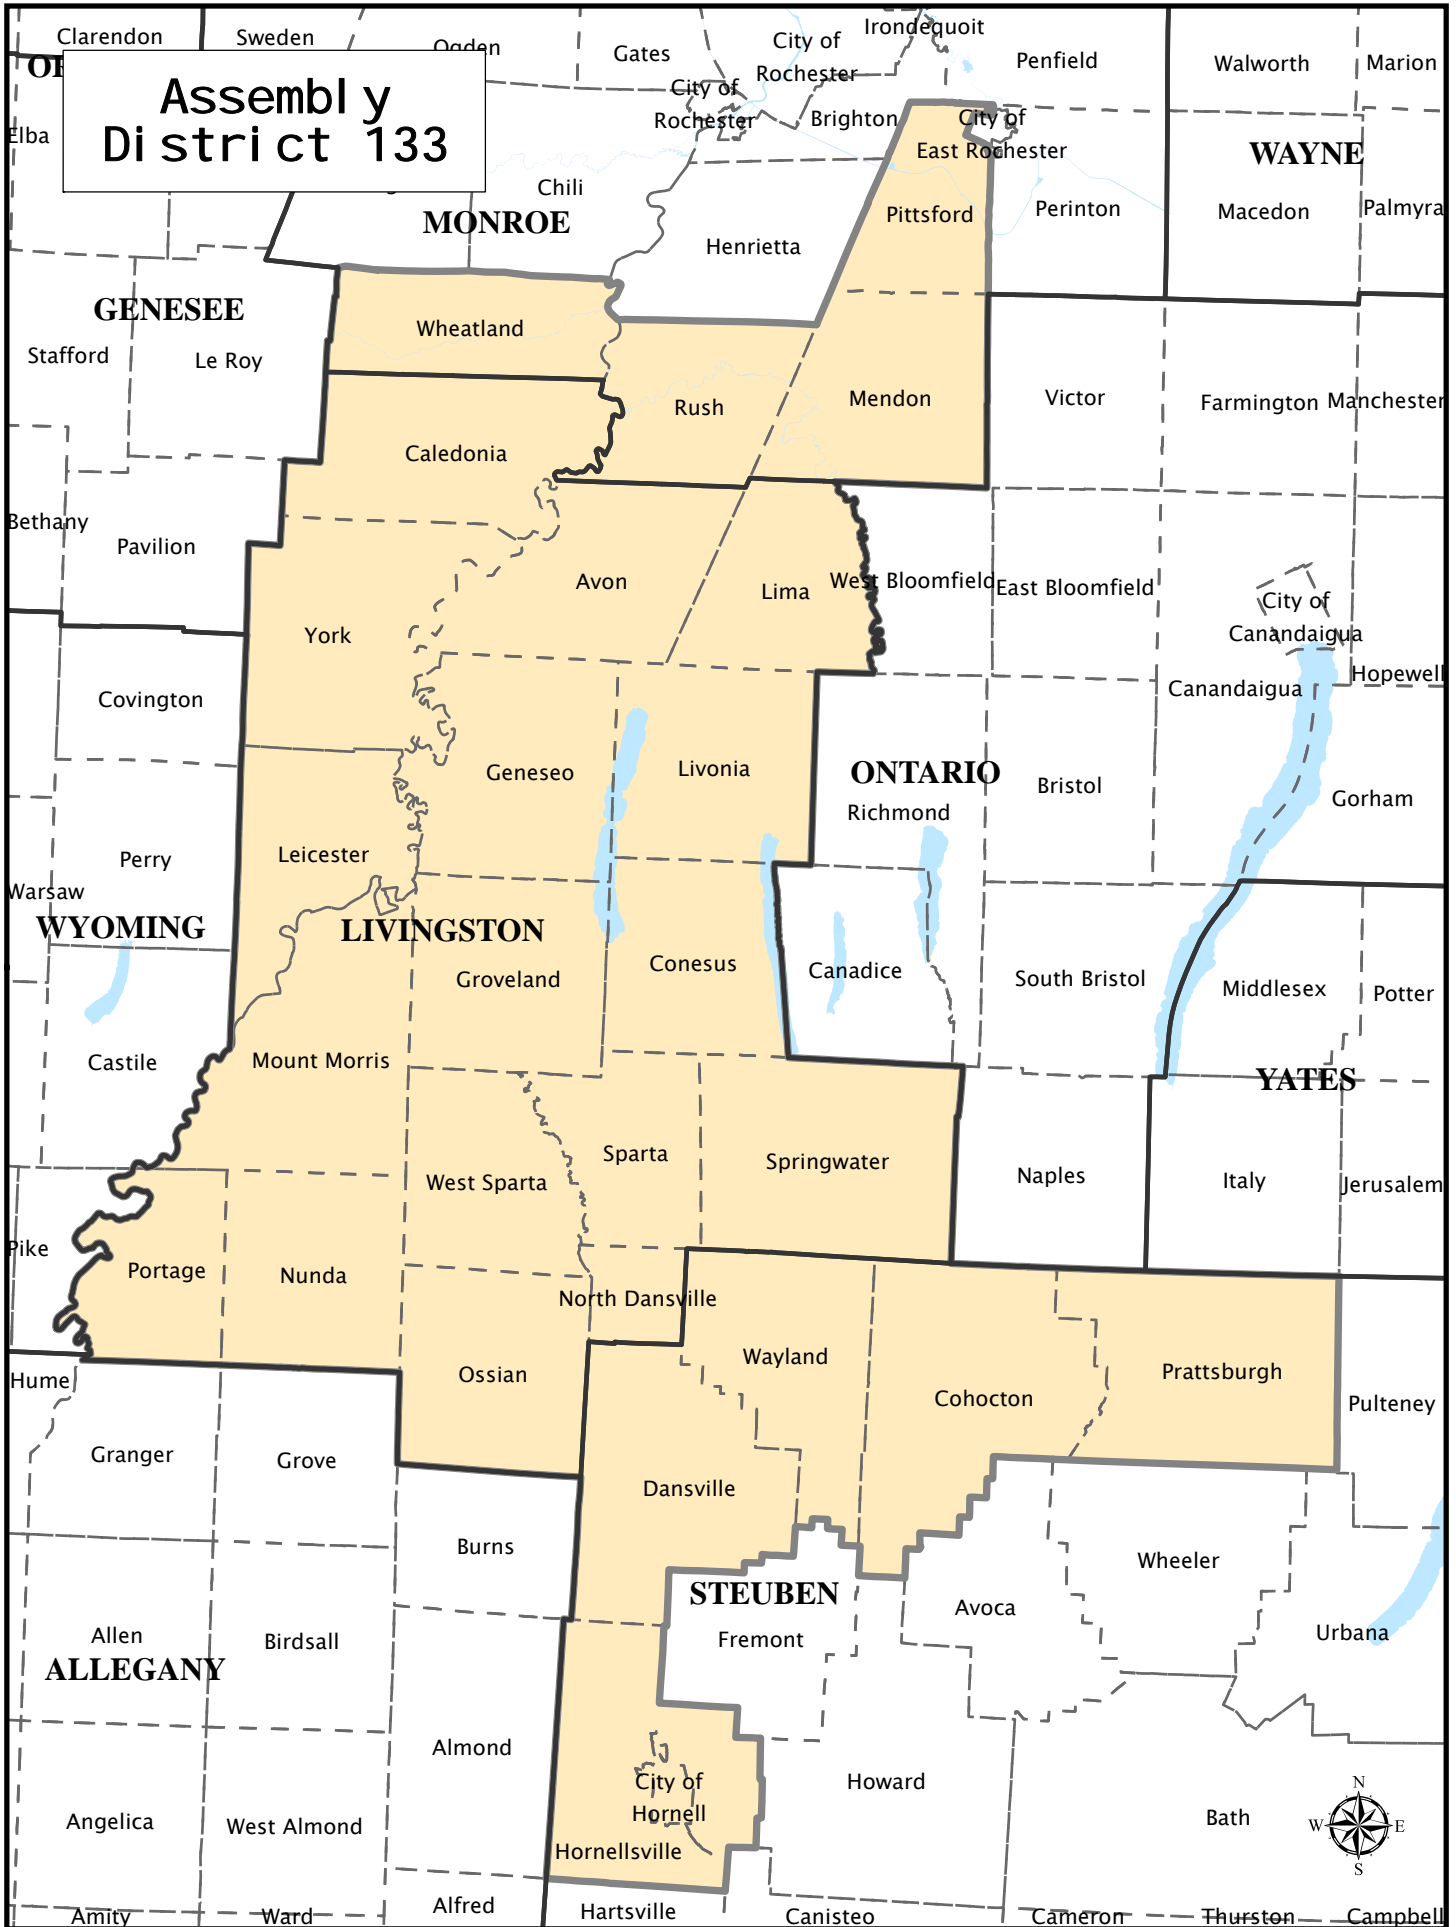 Clarendon
Sweden
Ogden
Gates
City of
Rochester
Irondequoit
Penfield
Walworth
Marion
Assembly
District 133
Elba
City of
Rochester
Brighton
City of
East Rochester
WAYNE
Chili
MONROE
Henrietta
Pittsford
Perinton
Macedon
Palmyra
GENESEE
Stafford
Le Roy
Wheatland
Rush
Mendon
Victor
Farmington
Manchester
Caledonia
Bethany
Pavilion
Avon
Lima
West Bloomfield
East Bloomfield
City of
Canandaigua
York
Covington
Canandaigua
Hopewell
Geneseo
Livonia
ONTARIO
Richmond
Bristol
Gorham
Perry
Leicester
Warsaw
WYOMING
LIVINGSTON
Groveland
Conesus
Canadice
South Bristol
Middlesex
Potter
Castile
Mount Morris
YATES
West Sparta
Sparta
Springwater
Naples
Italy
Jerusalem
Pike
Portage
Nunda
North Dansville
Wayland
Cohocton
Prattsburgh
Pulteney
Hume
Ossian
Granger
Grove
Dansville
Burns
Wheeler
STEUBEN
Fremont
Avoca
Urbana
Allen
Birdsall
ALLEGANY
Almond
City of
Hornell
Howard
Bath
N
W
E
S
Angelica
West Almond
Hornellsville
Alfred
Hartsville
Amity
Ward
Canisteo
Cameron
Thurston
Campbell